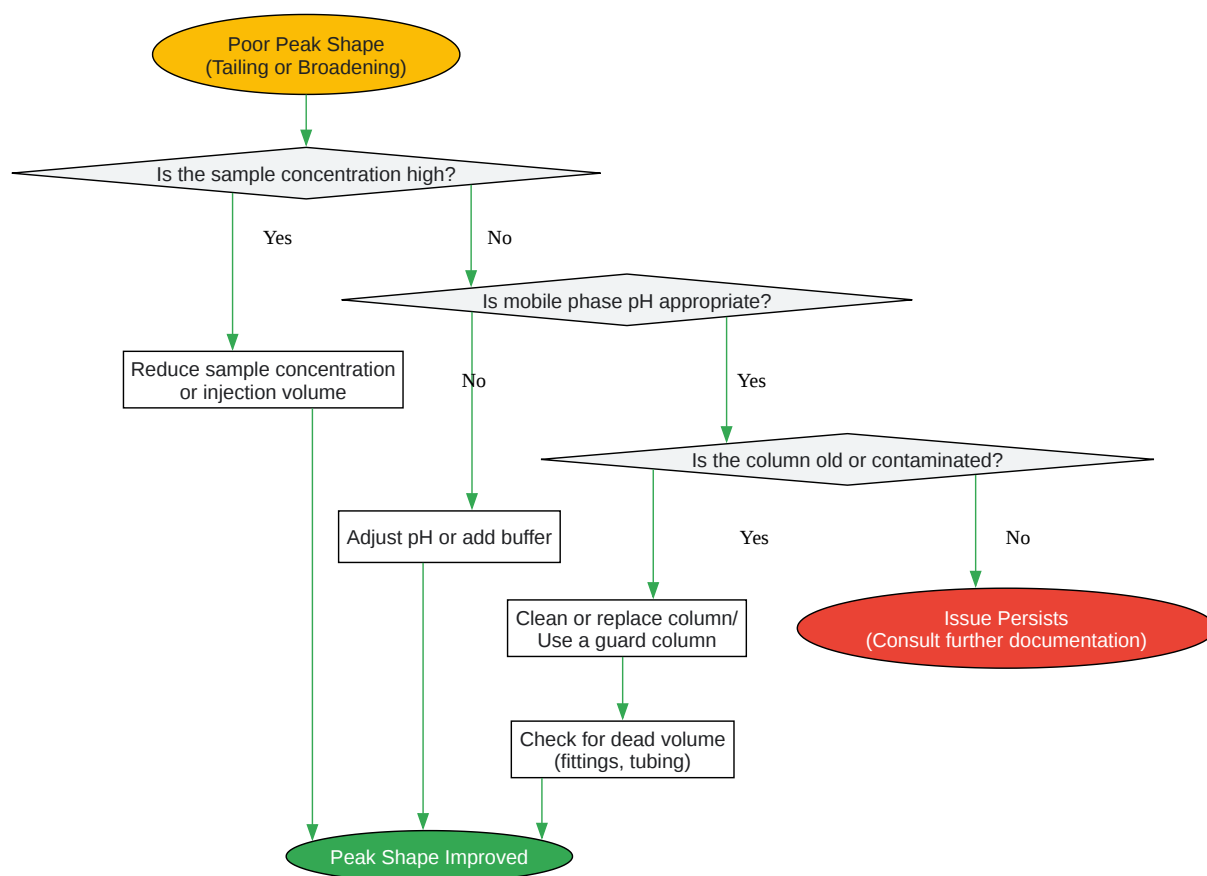 Poor Peak Shape
(Tailing or Broadening)
Is the sample concentration high?
Yes
No
Is mobile phase pH appropriate?
Reduce sample concentration
or injection volume
No
Yes
Is the column old or contaminated?
Adjust pH or add buffer
Yes
No
Clean or replace column/
Use a guard column
Issue Persists
(Consult further documentation)
Check for dead volume
(fittings, tubing)
Peak Shape Improved